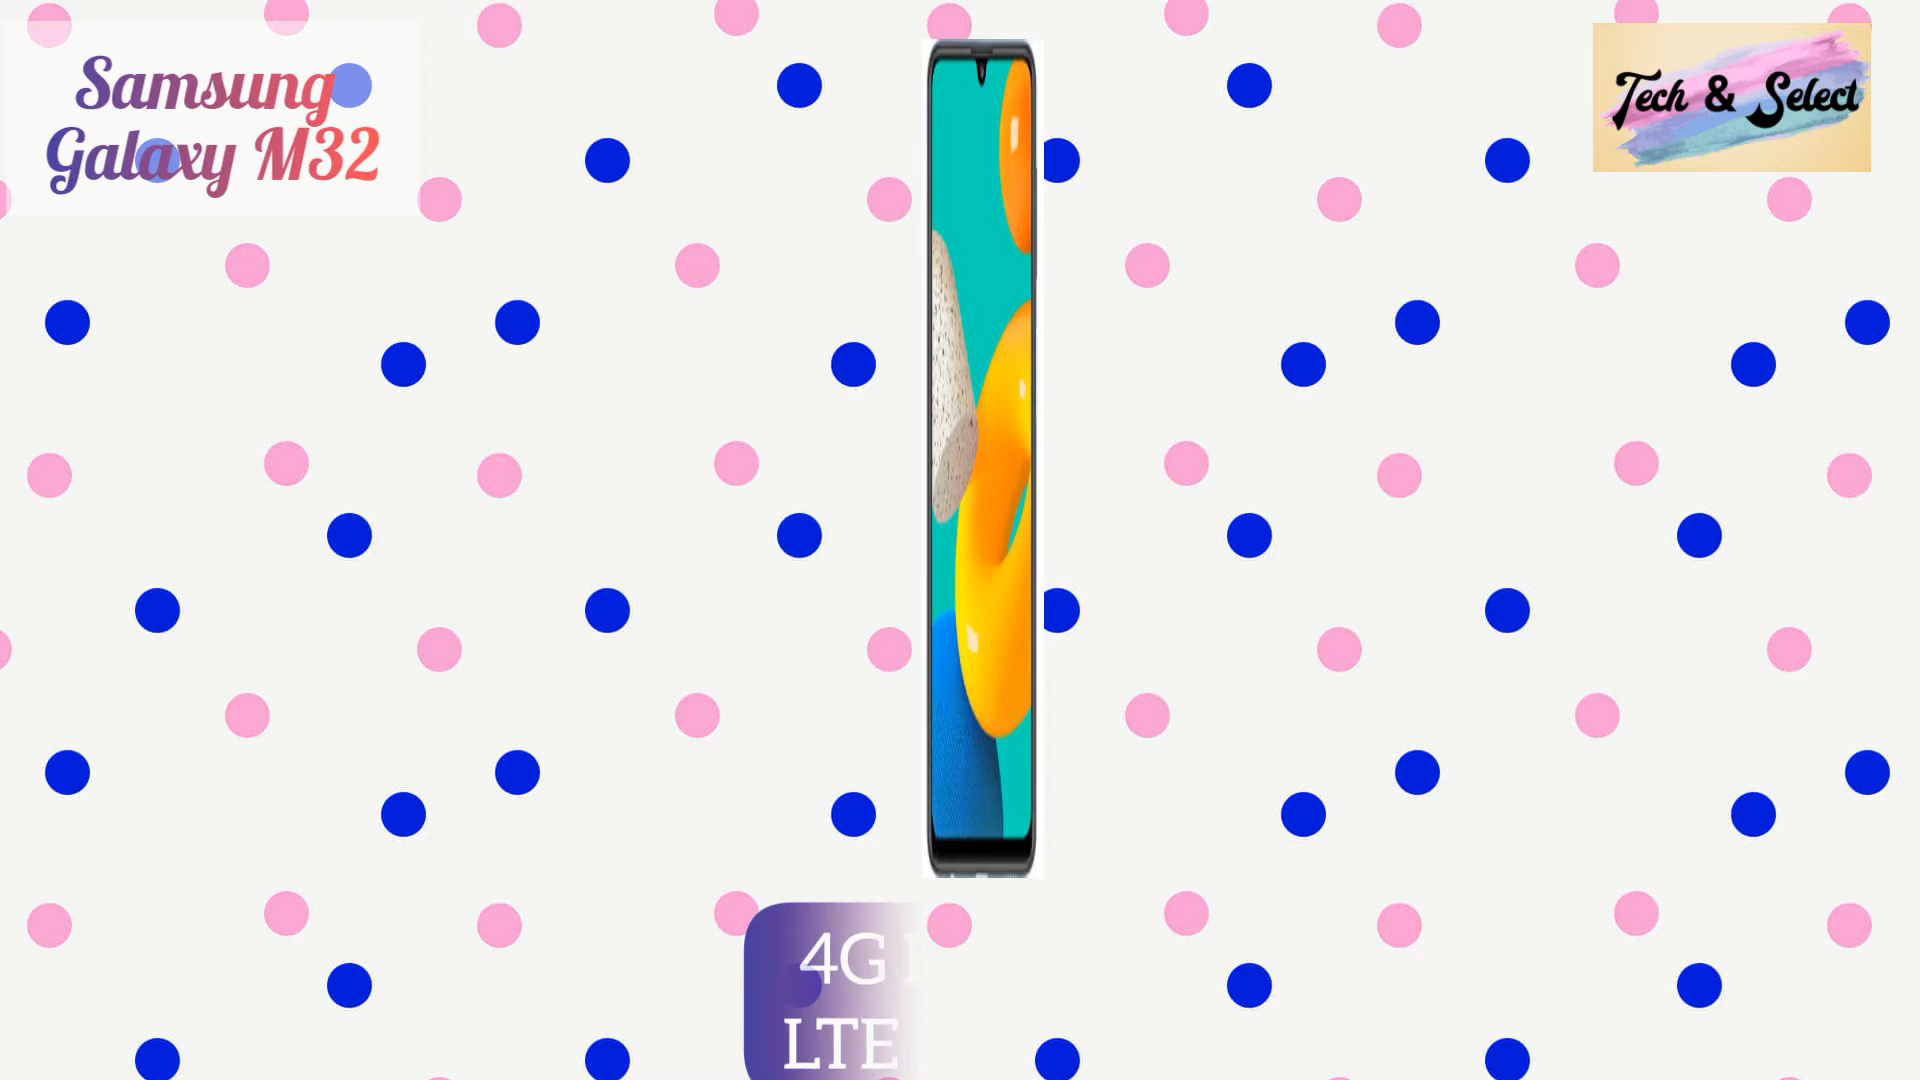 Samsung
Galaxy M32
Tech & Select
4G
LTE